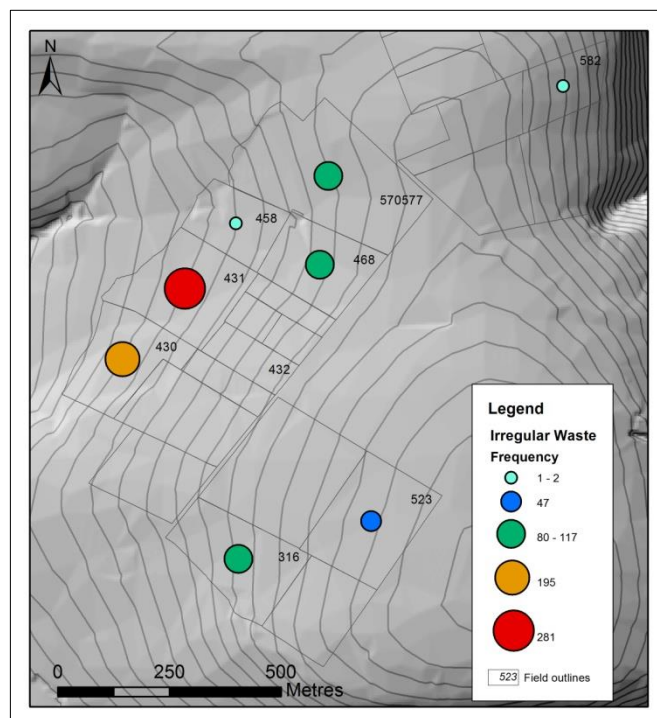 N
582
570577
458
468
431
430
432
523
316
Legend
Irregular Waste
Frequency
1 - 2
47
80 - 117
195
281
523 Field outlines
0 250 500
Metres